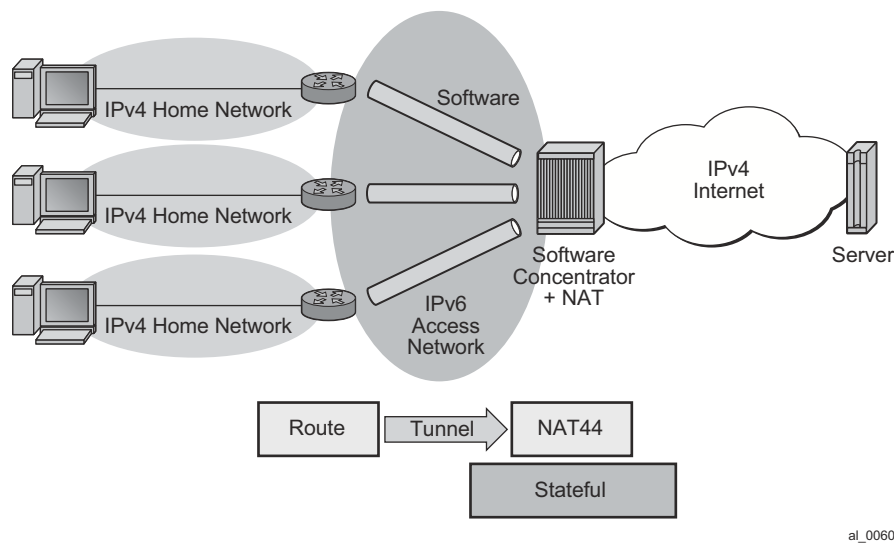 IPv4 Home Network
Software
IPv4 Home Network
IPv4 Home Network
IPv6
Access
Network
Software
Concentrator
+ NAT
IPv4
Internet
Server
Route
Tunnel
NAT44
Stateful
al_0060